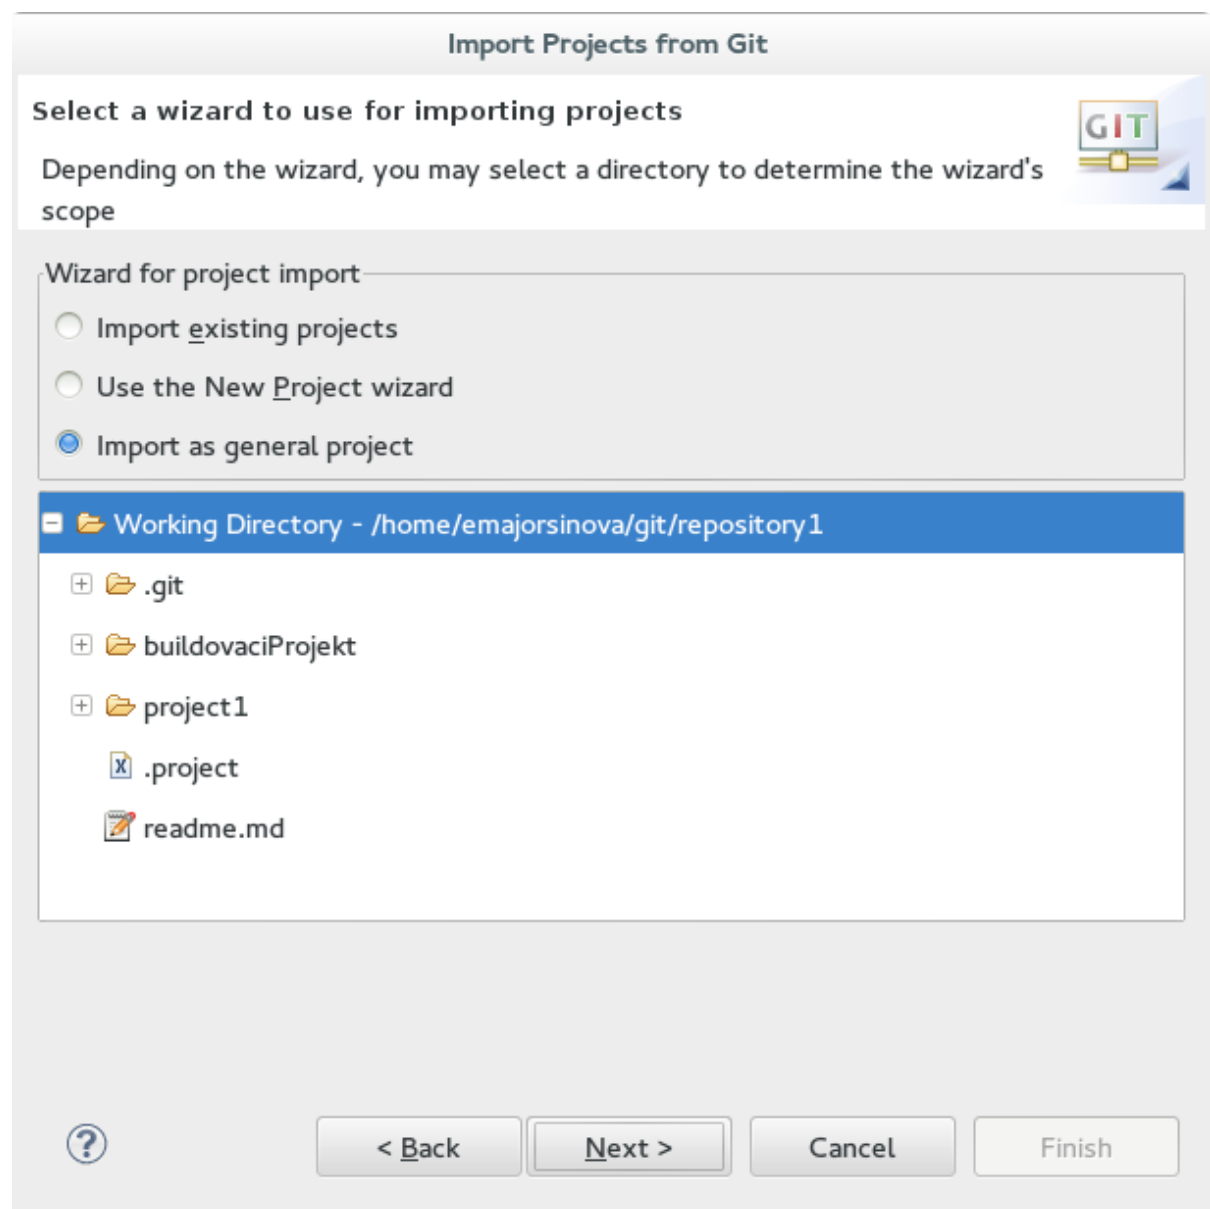 Import Projects from Git
Select a wizard to use for importing projects
GIT
Depending on the wizard, you may select a directory to determine the wizard's
scope
Wizard for project import
Import existing projects
Use the New Project wizard
Import as general project
Working Directory - /home/emajorsinova/git/repository1
.git
buildovaciProjekt
project1
X .project
readme.md
? < Back Next > Cancel Finish